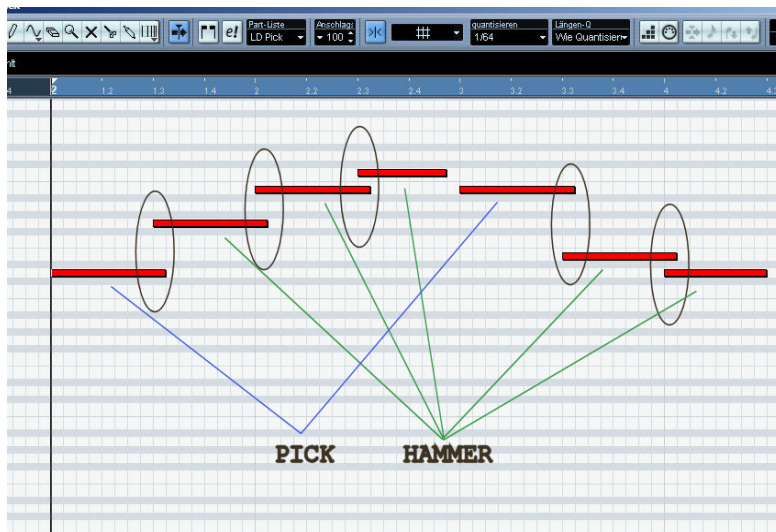 Part-Liste
LD Pick
Anschlag:
100
quantisieren
1/64
Längen-Q
Wie Quantisier
e!
4 2 1.2 1.3 1.4 2 2.2 2.3 2.4 3 3.2 3.3 3.4 4 4.2 4.
PICK HAMMER